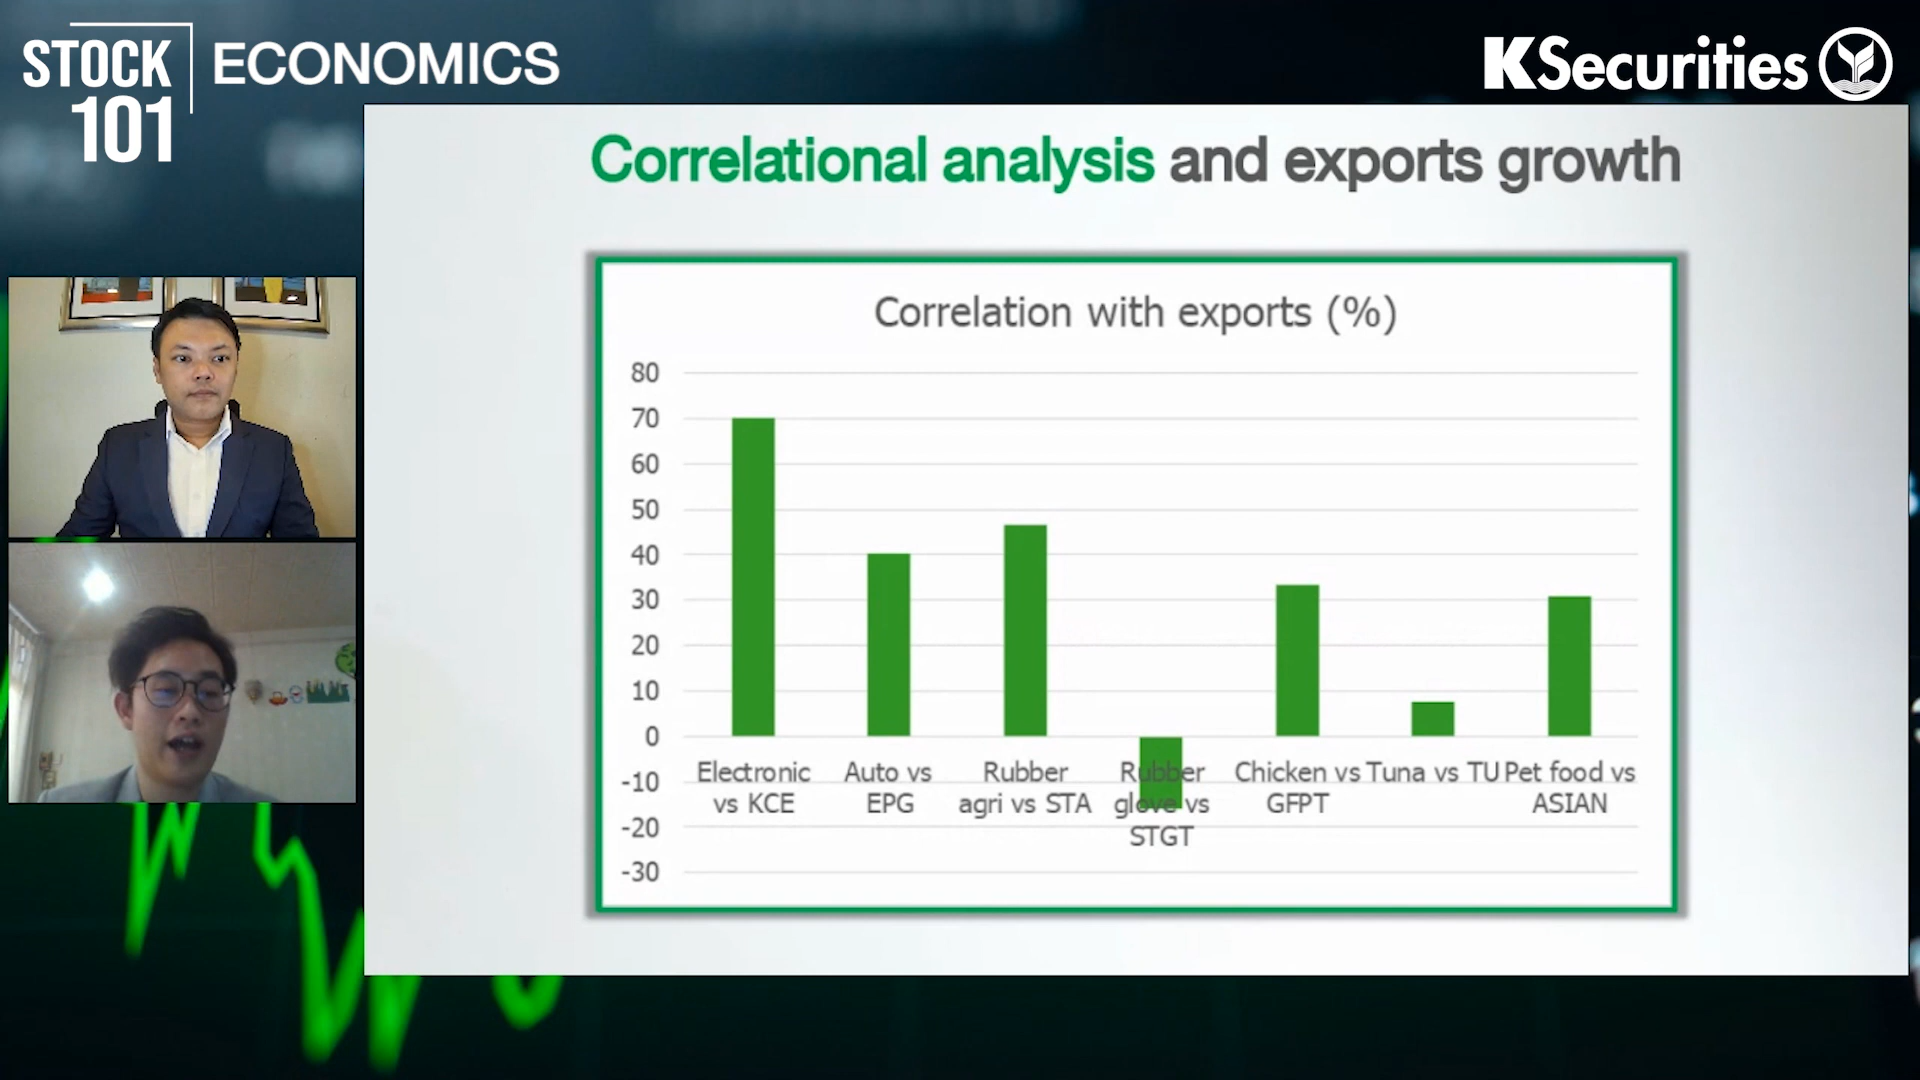 STOCK
101
ECONOMICS
KSecurities
Correlational analysis and exports growth
Correlation with exports (%)
80
70
60
50
40
30
20
10
0
-10
-20
-30
Electronic
vs KCE
Auto vs
EPG
Rubber
agri vs STA
Rubber
glove vs
STGT
Chicken vs
GFPT
Tuna vs TU
Pet food vs
ASIAN